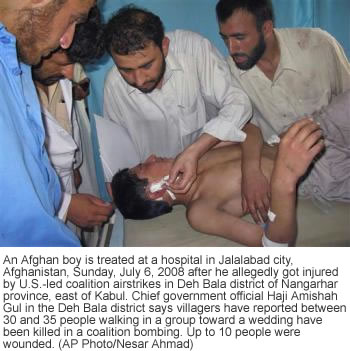 An Afghan boy is treated at a hospital in Jalalabad city,
Afghanistan, Sunday, July 6, 2008 after he allegedly got injured
by U.S.-led coalition airstrikes in Deh Bala district of Nangarhar
province, east of Kabul. Chief government official Haji Amishah
Gul in the Deh Bala district says villagers have reported between
30 and 35 people walking in a group toward a wedding have
been killed in a coalition bombing. Up to 10 people were
wounded. (AP Photo/Nesar Ahmad)